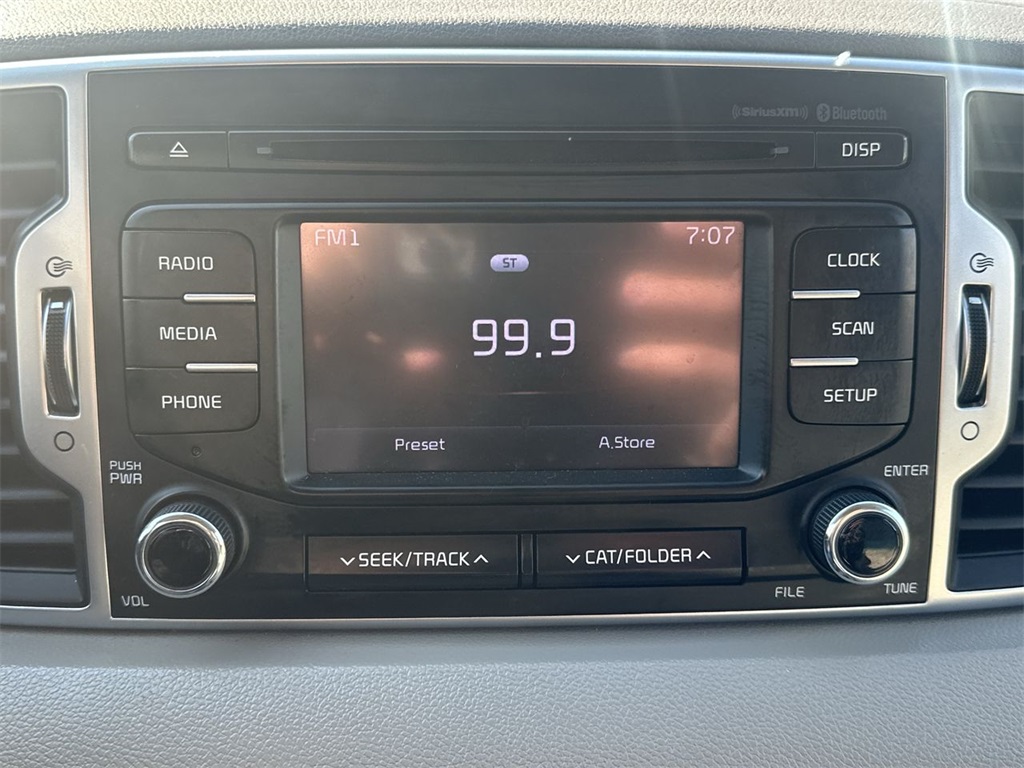 ((SiriusXM)) Bluetooth
DISP
RADIO
MEDIA
PHONE
FM1
7:07
ST
99.9
Preset
A.Store
CLOCK
SCAN
SETUP
PUSH
PWR
VOL
SEEK/TRACK
CAT/FOLDER
ENTER
FILE
TUNE